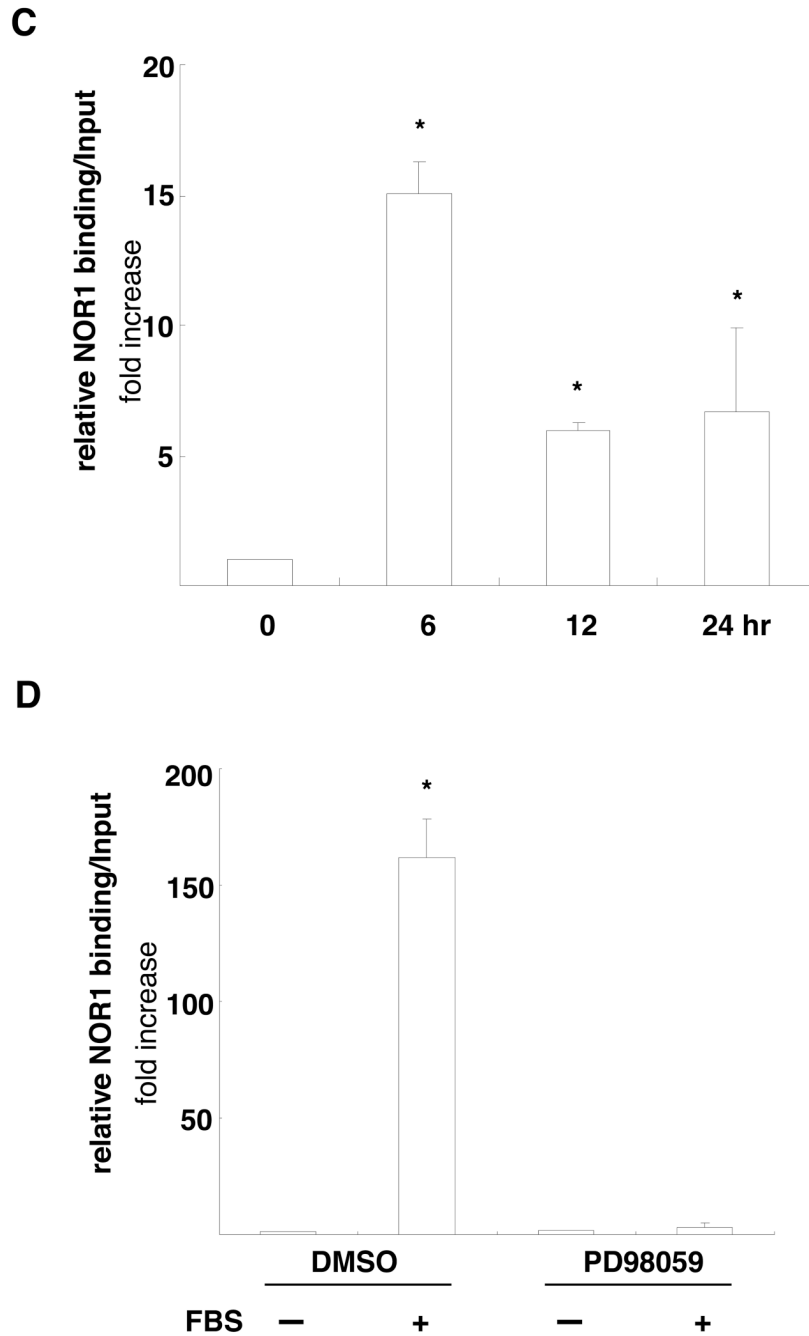 C
20
15
10
5
relative NOR1 binding/Input
fold increase
*
*
*
0 6 12 24 hr
D
200
150
100
50
relative NOR1 binding/Input
fold increase
*
DMSO PD98059
FBS − + − +